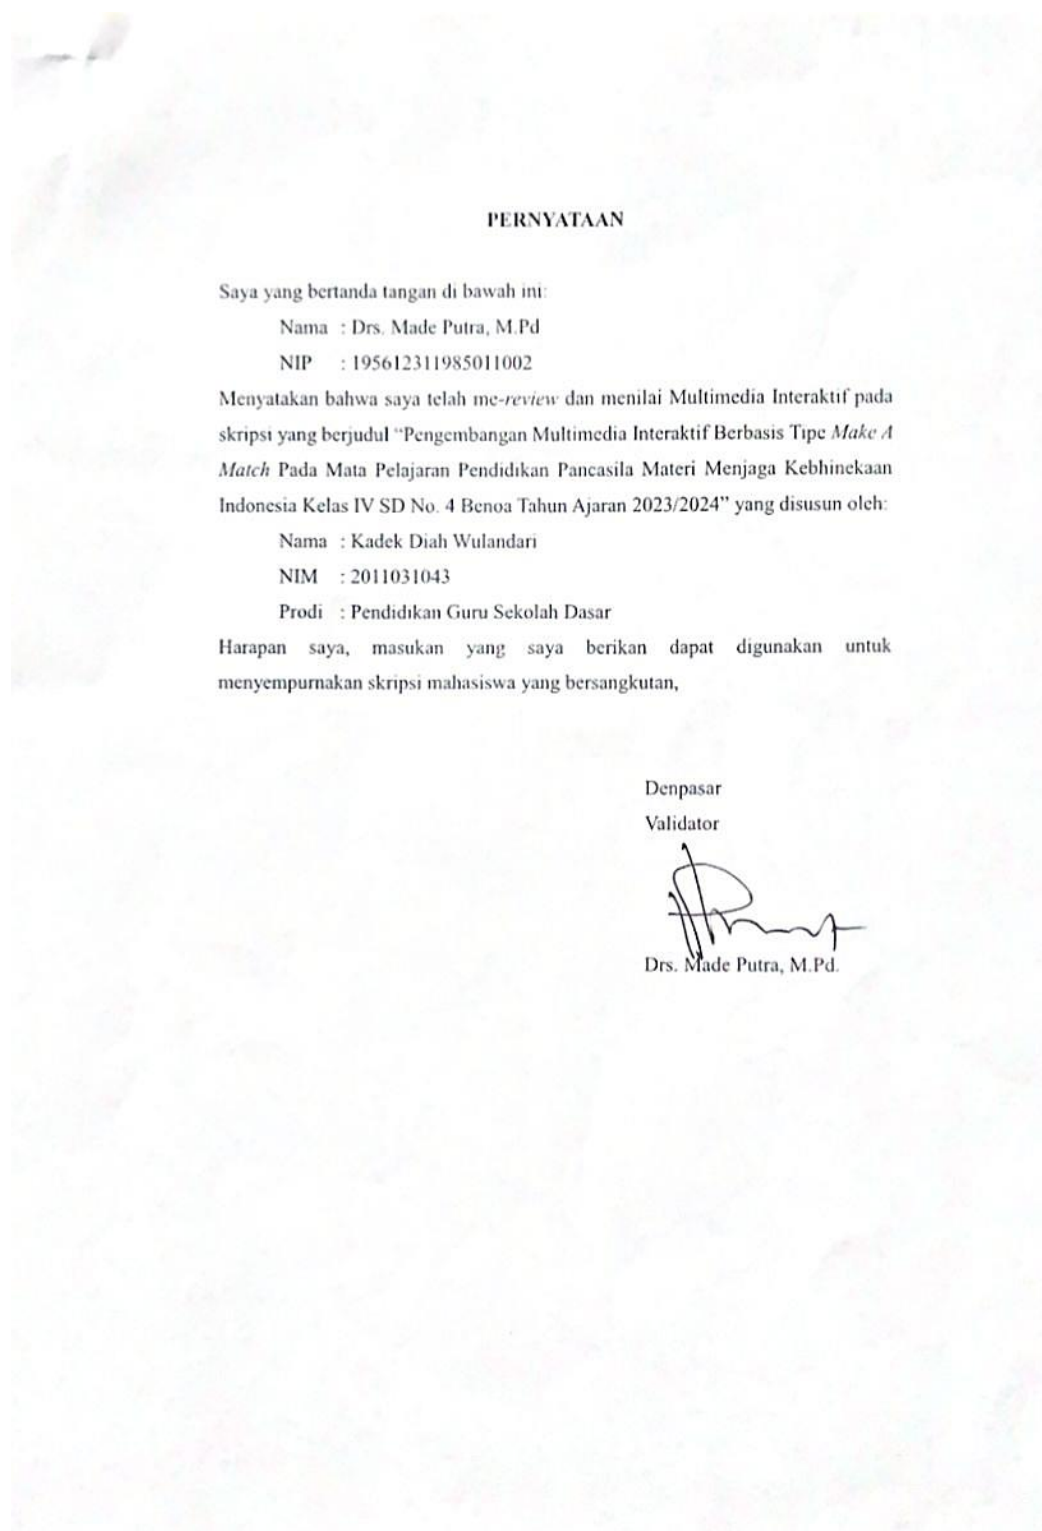 PERNYATAAN
Saya yang bertanda tangan di bawah ini:
Nama : Drs. Made Putra, M.Pd
NIP : 195612311985011002
Menyatakan bahwa saya telah me-review dan menilai Multimedia Interaktif pada
skripsi yang berjudul “Pengembangan Multimedia Interaktif Berbasis Tipe Make A
Match Pada Mata Pelajaran Pendidikan Pancasila Materi Menjaga Kebhinekaan
Indonesia Kelas IV SD No. 4 Benoa Tahun Ajaran 2023/2024” yang disusun oleh:
Nama : Kadek Diah Wulandari
NIM : 2011031043
Prodi : Pendidikan Guru Sekolah Dasar
Harapan saya, masukan yang saya berikan dapat digunakan untuk
menyempurnakan skripsi mahasiswa yang bersangkutan,
Denpasar
Validator
Drs. Made Putra, M.Pd.